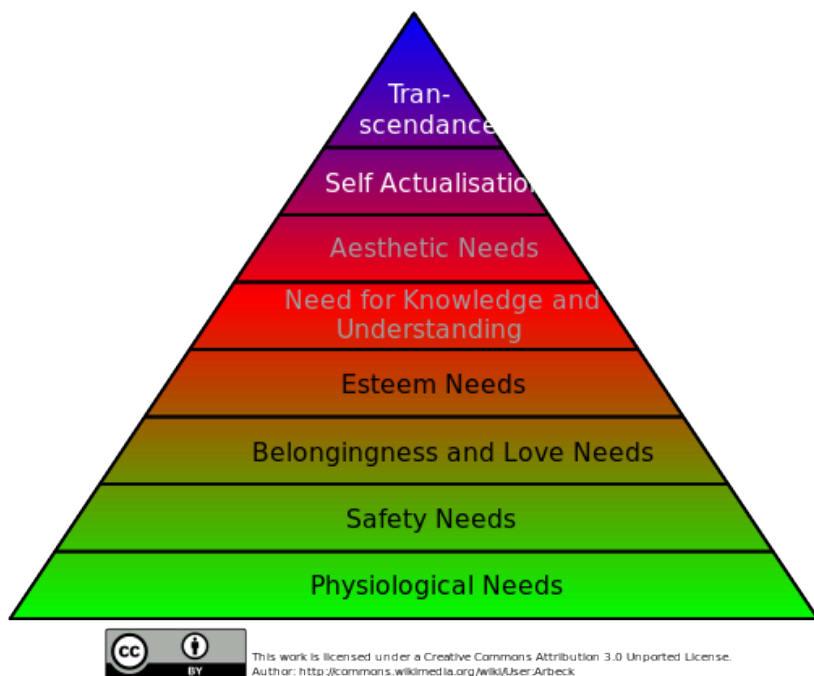 Tran-
scendance
Self Actualisation
Aesthetic Needs
Need for Knowledge and
Understanding
Esteem Needs
Belongingness and Love Needs
Safety Needs
Physiological Needs
cc
BY
This work is licensed under a Creative Commons Attribution 3.0 Unported License.
Author: http://commons.wikimedia.org/wiki/User:Arbeck